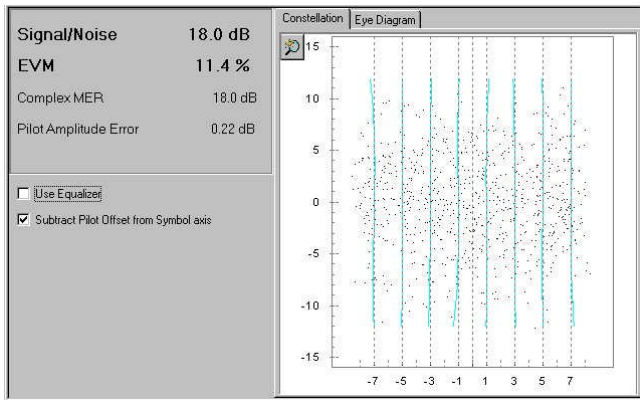 Signal/Noise 18.0 dB
EVM 11.4 %
Complex MER 18.0 dB
Pilot Amplitude Error 0.22 dB
Use Equalizer
Subtract Pilot Offset from Symbol axis
Constellation Eye Diagram
15
10
5
0
-5
-10
-15
-7 -5 -3 -1 1 3 5 7